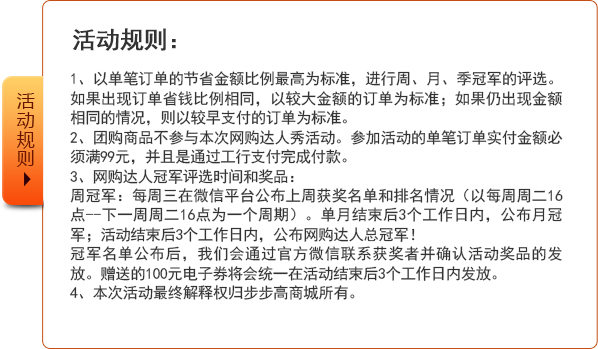 活动规则
活动规则：
1、以单笔订单的节省金额比例最高为标准，进行周、月、季冠军的评选。
如果出现订单省钱比例相同，以较大金额的订单为标准；如果仍出现金额
相同的情况，则以较早支付的订单为标准。
2、团购商品不参与本次网购达人秀活动。参加活动的单笔订单实付金额必
须满99元，并且是通过工行支付完成付款。
3、网购达人冠军评选时间和奖品：
周冠军：每周三在微信平台公布上周获奖名单和排名情况（以每周周二16
点--下一周周二16点为一个周期）。单月结束后3个工作日内，公布月冠
军；活动结束后3个工作日内，公布网购达人总冠军！
冠军名单公布后，我们会通过官方微信联系获奖者并确认活动奖品的发
放。赠送的100元电子券将会统一在活动结束后3个工作日内发放。
4、本次活动最终解释权归步步高商城所有。